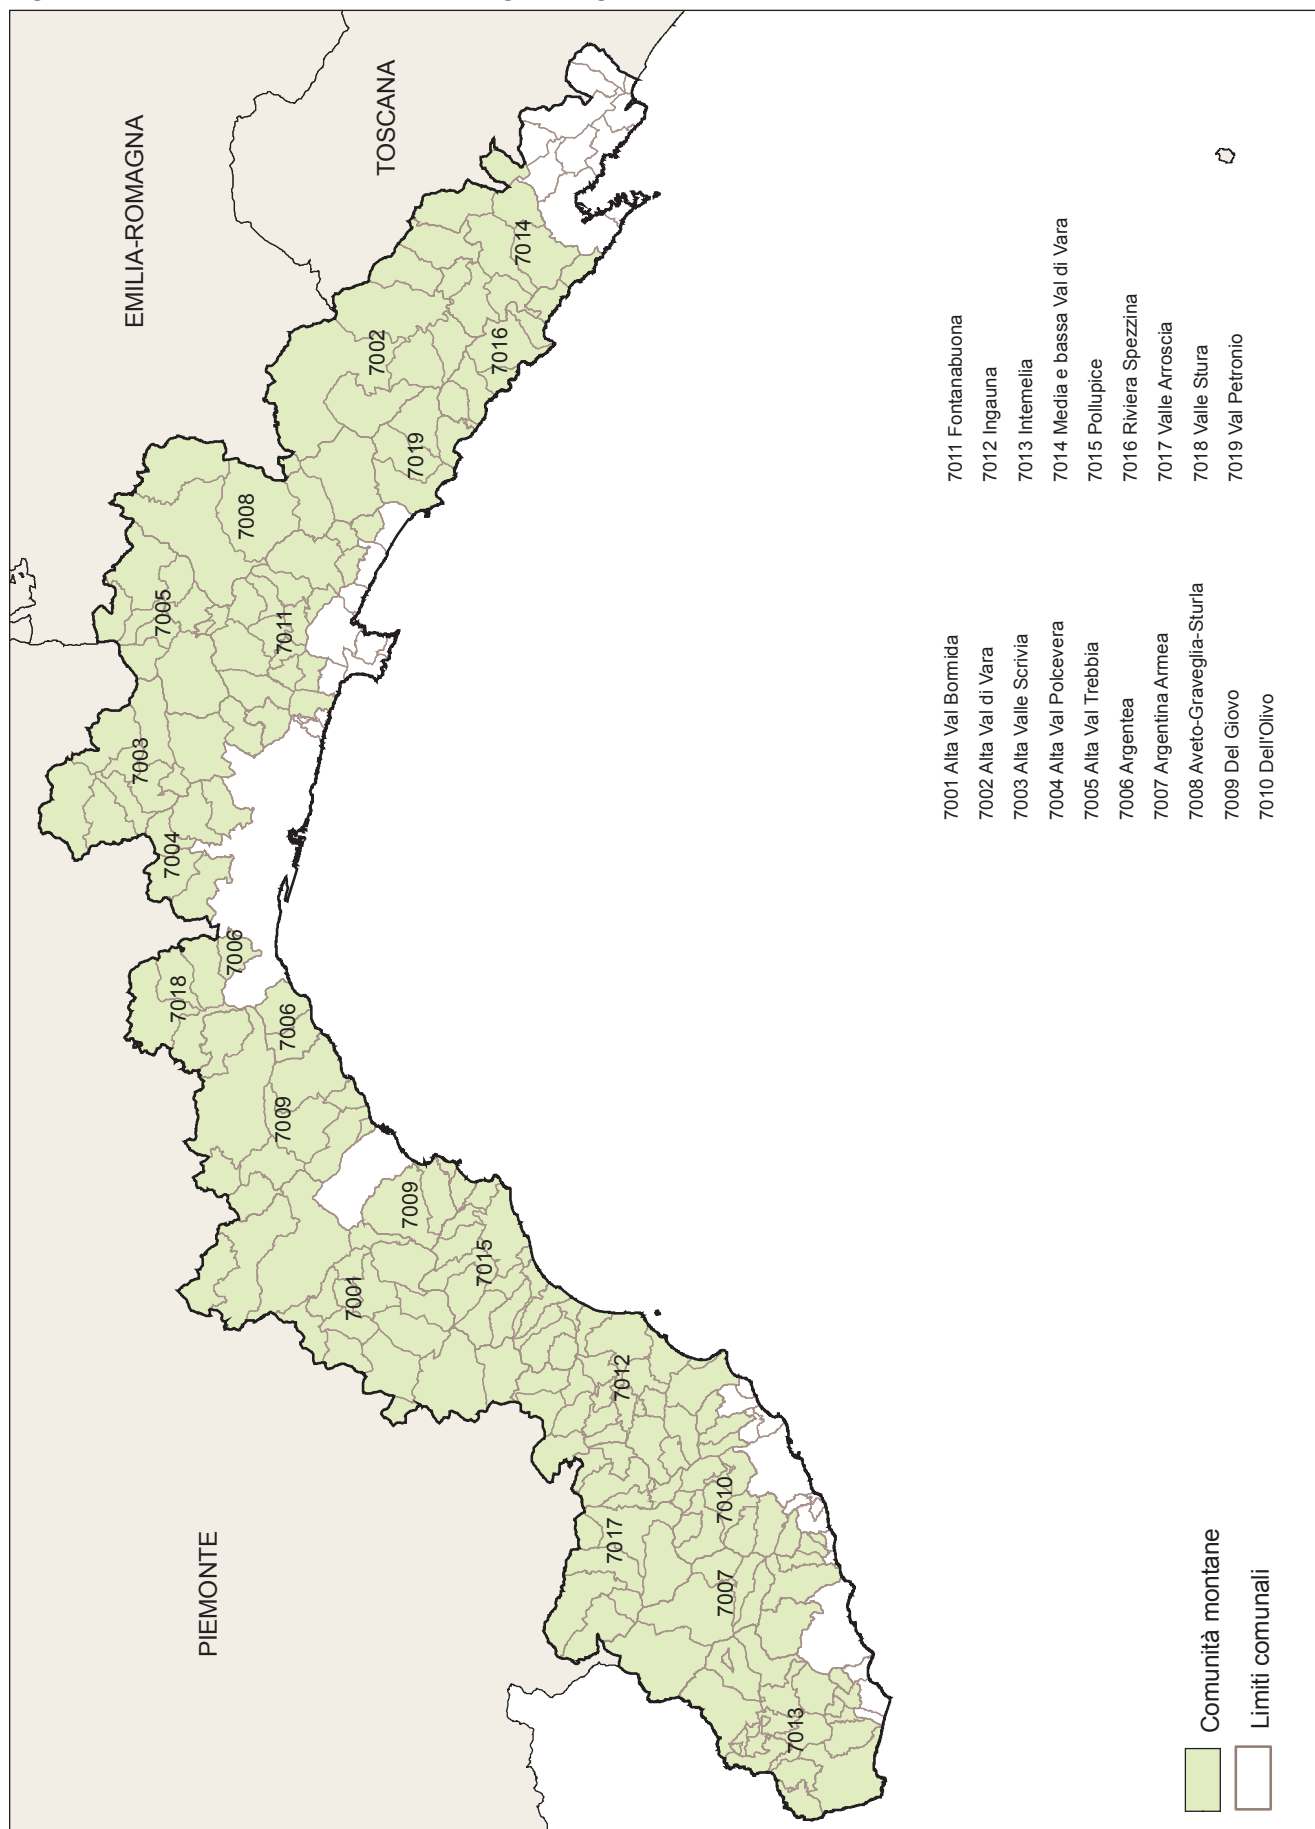 PIEMONTE
EMILIA-ROMAGNA
TOSCANA
7003
7005
7004
7008
7018
7006
7011
7002
7006
7009
7019
7001
7009
7016
7014
7015
7012
7017
7010
7007
7013
7001 Alta Val Bormida
7002 Alta Val di Vara
7003 Alta Valle Scrivia
7004 Alta Val Polcevera
7005 Alta Val Trebbia
7006 Argentea
7007 Argentina Armea
7008 Aveto-Graveglia-Sturla
7009 Del Giovo
7010 Dell'Olivo
7011 Fontanabuona
7012 Ingauna
7013 Intemelia
7014 Media e bassa Val di Vara
7015 Pollupice
7016 Riviera Spezzina
7017 Valle Arroscia
7018 Valle Stura
7019 Val Petronio
Comunità montane
Limiti comunali